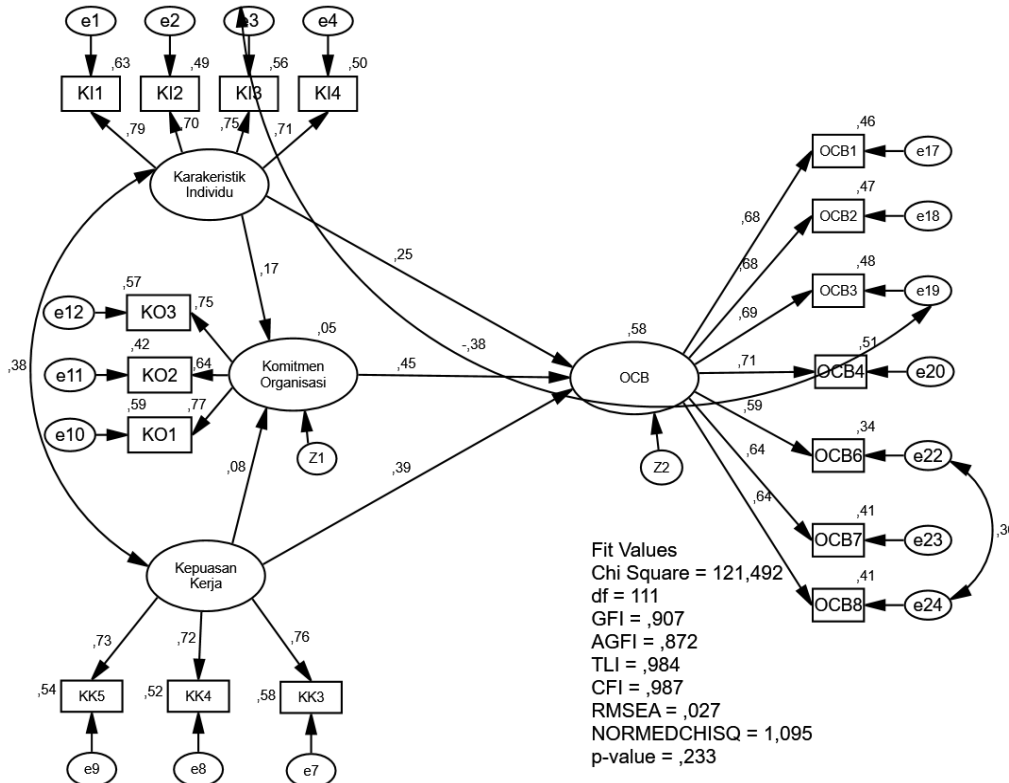 e1
e2
e3
e4
,63
,49
,56
,50
KI1
KI2
KI3
KI4
,79
,70
,75
,71
Karakeristik
Individu
,46
OCB1
e17
,47
OCB2
e18
,48
OCB3
e19
,51
OCB4
e20
,34
OCB6
e22
,41
OCB7
e23
,41
OCB8
e24
,68
,68
,69
,71
,59
,64
,64
,25
,17
,38
-,38
,57
e12
KO3
,75
,42
e11
KO2
,64
,59
e10
KO1
,77
,05
Komitmen
Organisasi
Z1
,45
,58
OCB
Z2
,08
,39
Kepuasan
Kerja
,73
,72
,76
,54
KK5
,52
KK4
,58
KK3
e9
e8
e7
Fit Values
Chi Square = 121,492
df = 111
GFI = ,907
AGFI = ,872
TLI = ,984
CFI = ,987
RMSEA = ,027
NORMEDCHISQ = 1,095
p-value = ,233